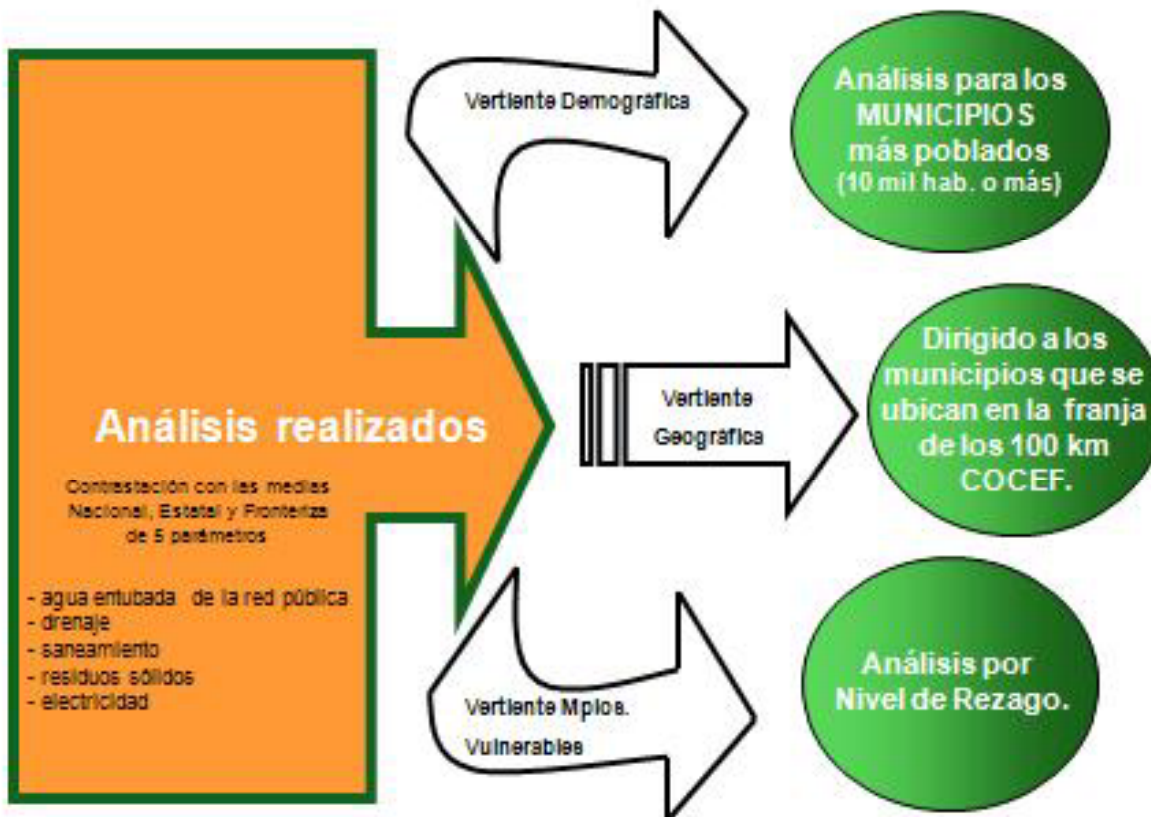 Análisis realizados
Contrastación con las medias
Nacional, Estatal y Fronteriza
de 5 parámetros
- agua entubada de la red pública
- drenaje
- saneamiento
- residuos sólidos
- electricidad
Vertiente Demográfica
Análisis para los
MUNICIPIOS
más poblados
(10 mil hab. o más)
Vertiente
Geográfica
Dirigido a los
municipios que se
ubican en la franja
de los 100 km
COCEF.
Vertiente Mpios.
Vulnerables
Análisis por
Nivel de Rezago.